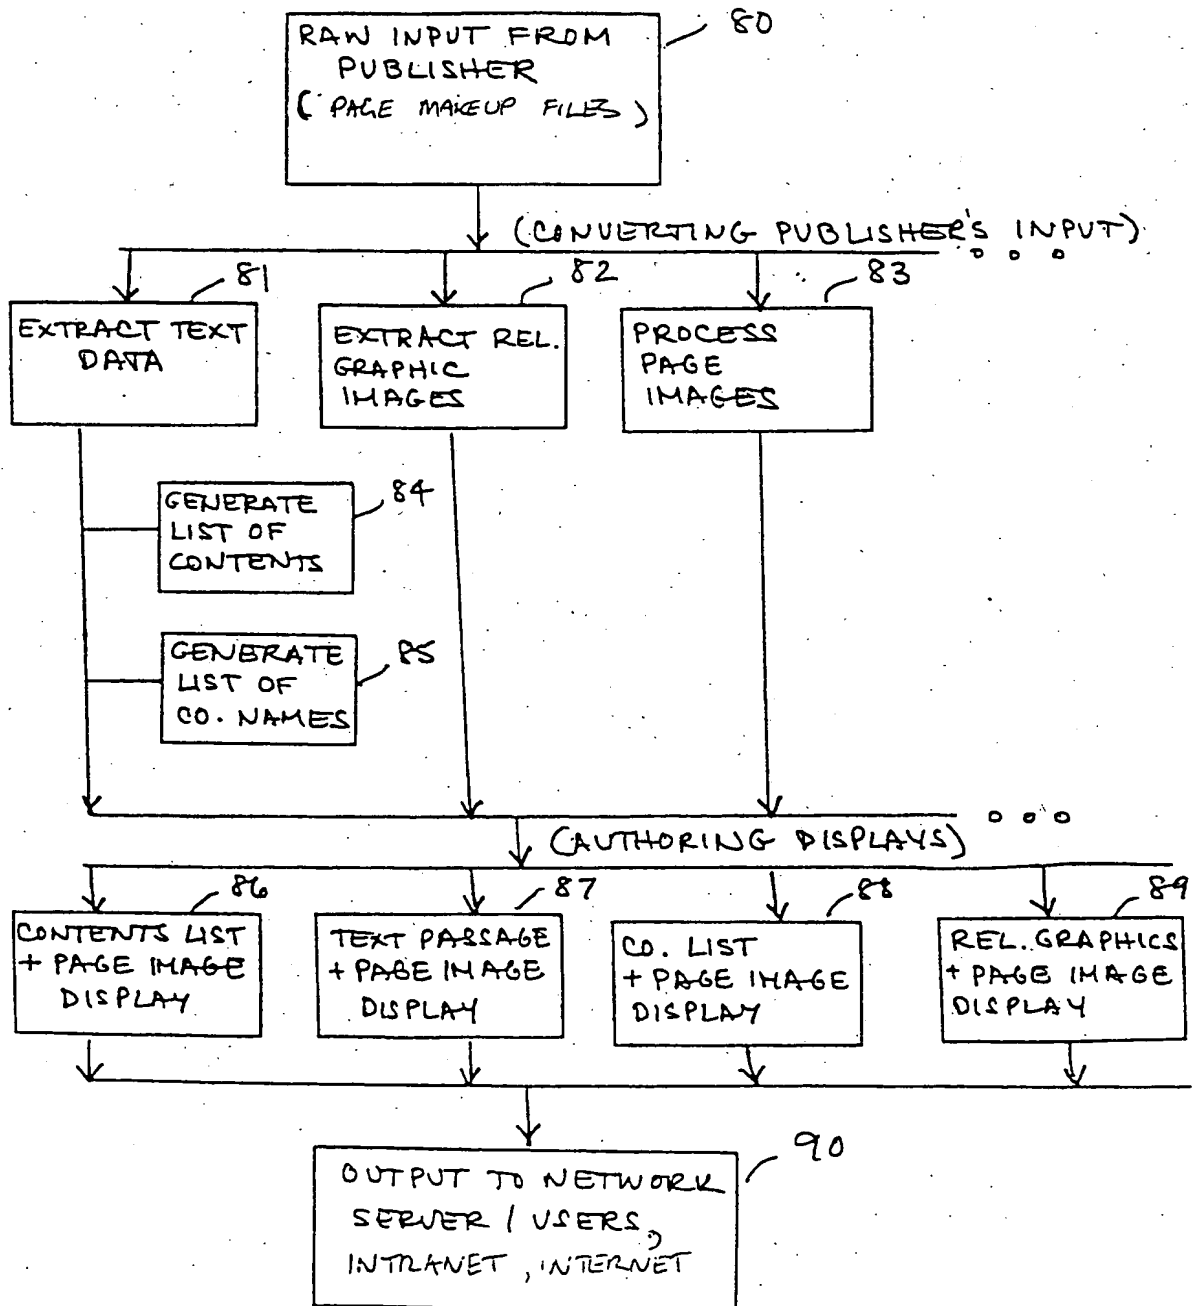 RAW INPUT FROM
PUBLISHER
(PAGE MAKEUP FILES)
80
(CONVERTING PUBLISHER'S INPUT)
81
82
83
EXTRACT TEXT
DATA
EXTRACT REL.
GRAPHIC
IMAGES
PROCESS
PAGE
IMAGES
GENERATE
LIST OF
CONTENTS
84
GENERATE
LIST OF
CO. NAMES
85
(AUTHORING DISPLAYS)
86
87
88
89
CONTENTS LIST
+ PAGE IMAGE
DISPLAY
TEXT PASSAGE
+ PAGE IMAGE
DISPLAY
CO. LIST
+ PAGE IMAGE
DISPLAY
REL. GRAPHICS
+ PAGE IMAGE
DISPLAY
90
OUTPUT TO NETWORK
SERVER / USERS,
INTRANET, INTERNET